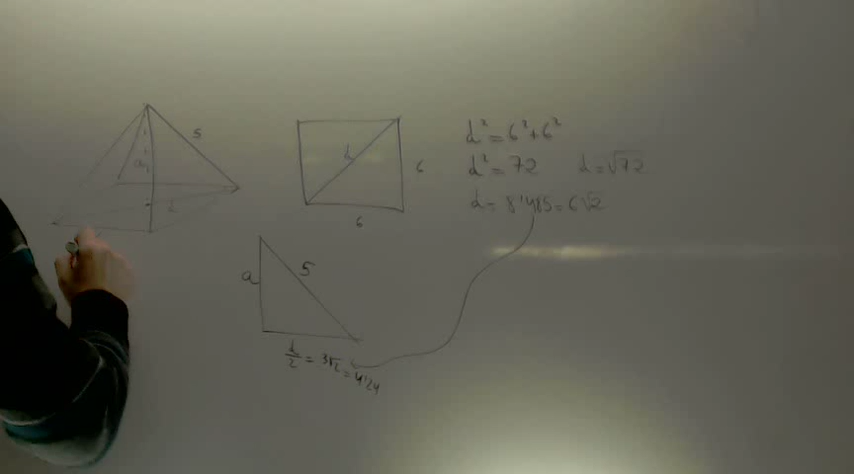 5
a
d
6
6
d² = 6² + 6²
d² = 72 d = √72
d = 8'485 = 6√2
a
5
d/2 = 3√2 = 4'24